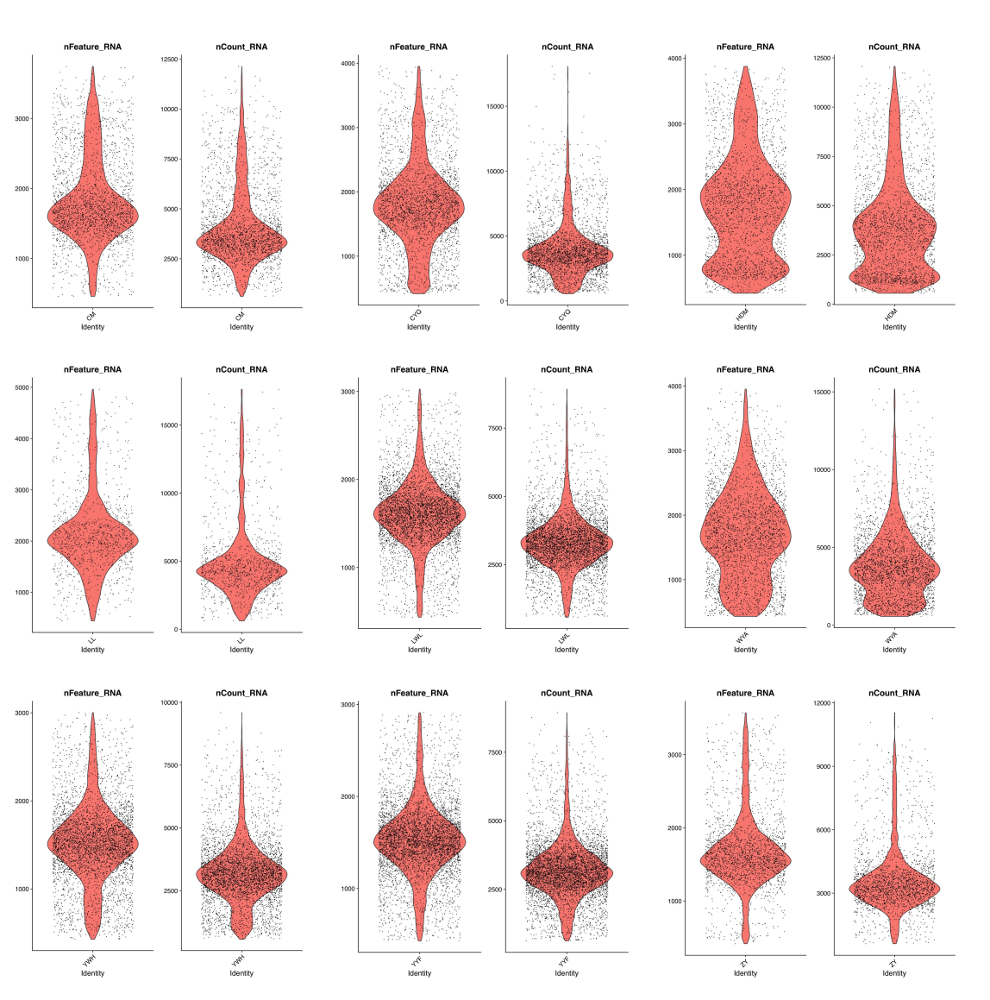 nFeature_RNA nCount_RNA nFeature_RNA nCount_RNA nFeature_RNA nCount_RNA
3000 2000 1000
12500 10000 7500 5000 2500
4000 3000 2000 1000
15000 10000 5000 0
4000 3000 2000 1000
12500 10000 7500 5000 2500 0
CM CM CYQ CYQ HDM HDM
Identity Identity Identity Identity Identity Identity
nFeature_RNA nCount_RNA nFeature_RNA nCount_RNA nFeature_RNA nCount_RNA
5000 4000 3000 2000 1000
15000 10000 5000 0
3000 2000 1000
7500 5000 2500
4000 3000 2000 1000
15000 10000 5000 0
LL LL LWL LWL WYA WYA
Identity Identity Identity Identity Identity Identity
nFeature_RNA nCount_RNA nFeature_RNA nCount_RNA nFeature_RNA nCount_RNA
3000 2000 1000
10000 7500 5000 2500
3000 2000 1000
7500 5000 2500
3000 2000 1000
12000 9000 6000 3000
YWH YWH YYF YYF ZY ZY
Identity Identity Identity Identity Identity Identity